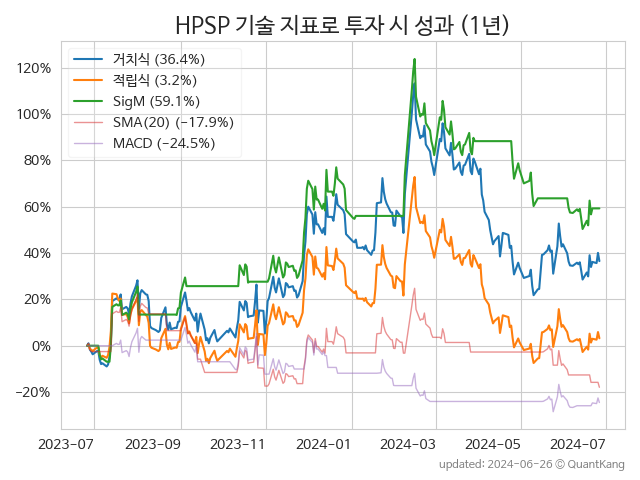 HPSP 기술 지표로 투자 시 성과 (1년)
거치식 (36.4%)
적립식 (3.2%)
SigM (59.1%)
SMA(20) (−17.9%)
MACD (−24.5%)
120%
100%
80%
60%
40%
20%
0%
−20%
2023-07 2023-09 2023-11 2024-01 2024-03 2024-05 2024-07
updated: 2024-06-26 © QuantKang